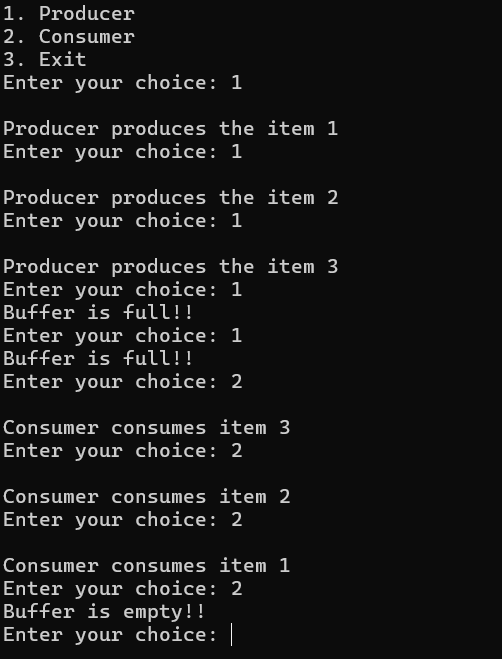 1. Producer
2. Consumer
3. Exit
Enter your choice: 1
Producer produces the item 1
Enter your choice: 1
Producer produces the item 2
Enter your choice: 1
Producer produces the item 3
Enter your choice: 1
Buffer is full!!
Enter your choice: 1
Buffer is full!!
Enter your choice: 2
Consumer consumes item 3
Enter your choice: 2
Consumer consumes item 2
Enter your choice: 2
Consumer consumes item 1
Enter your choice: 2
Buffer is empty!!
Enter your choice: